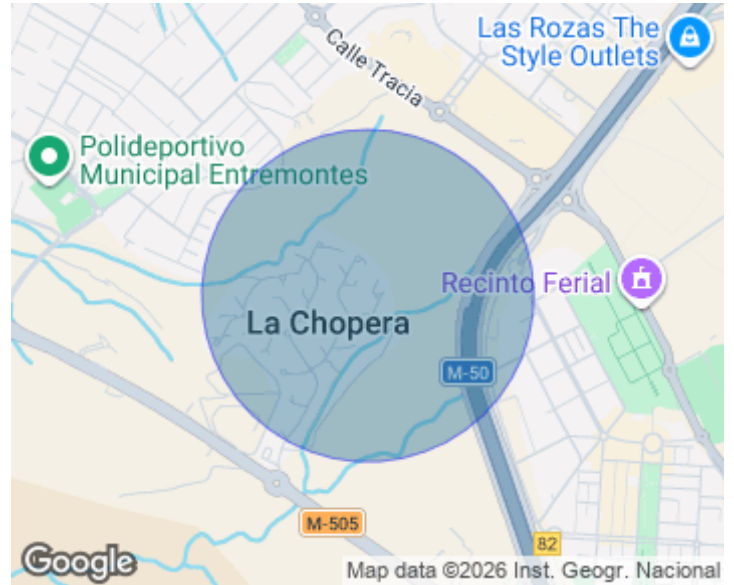 Las Rozas The
Style Outlets
Calle Tracia
Polideportivo
Municipal Entremontes
Recinto Ferial
La Chopera
M-50
M-505
82
Google
Map data ©2026 Inst. Geogr. Nacional